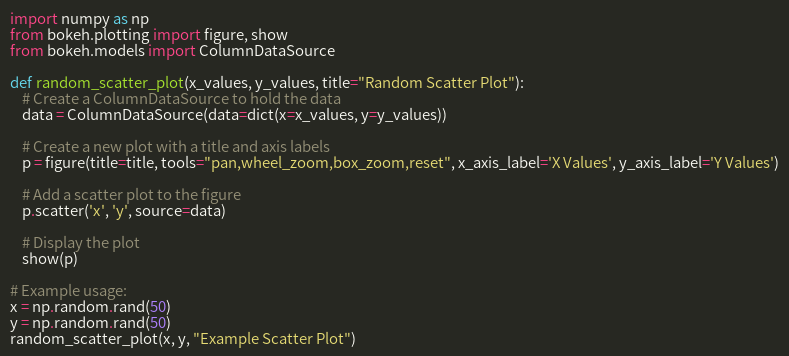 import numpy as np
from bokeh.plotting import figure, show
from bokeh.models import ColumnDataSource

def random_scatter_plot(x_values, y_values, title="Random Scatter Plot"):
    # Create a ColumnDataSource to hold the data
    data = ColumnDataSource(data=dict(x=x_values, y=y_values))

    # Create a new plot with a title and axis labels
    p = figure(title=title, tools="pan,wheel_zoom,box_zoom,reset", x_axis_label='X Values', y_axis_label='Y Values')

    # Add a scatter plot to the figure
    p.scatter('x', 'y', source=data)

    # Display the plot
    show(p)

# Example usage:
x = np.random.rand(50)
y = np.random.rand(50)
random_scatter_plot(x, y, "Example Scatter Plot")